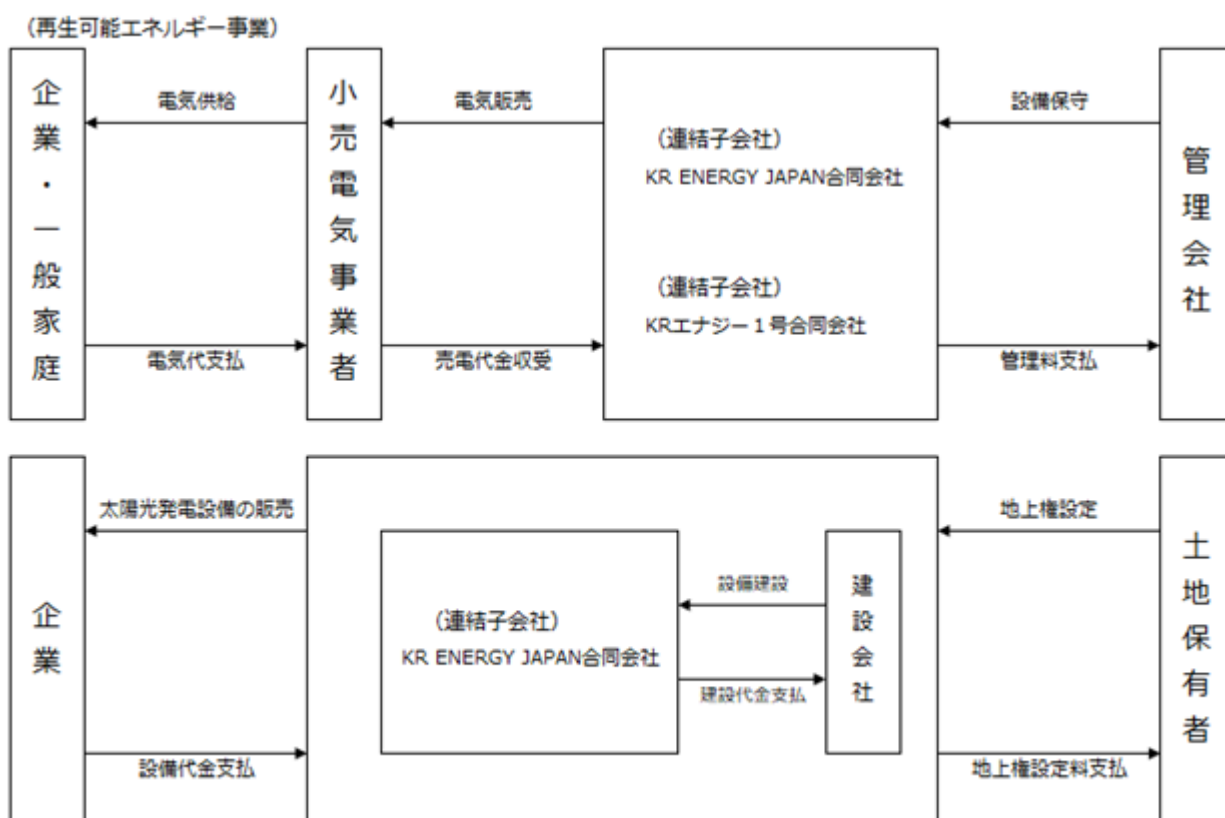 （再生可能エネルギー事業）
企業・一般家庭
電気供給
電気代支払
小売電気事業者
電気販売
売電代金収受
（連結子会社）
KR ENERGY JAPAN合同会社
（連結子会社）
KRエナジー１号合同会社
設備保守
管理料支払
管理会社
企業
太陽光発電設備の販売
設備代金支払
（連結子会社）
KR ENERGY JAPAN合同会社
設備建設
建設代金支払
建設会社
地上権設定
地上権設定料支払
土地保有者